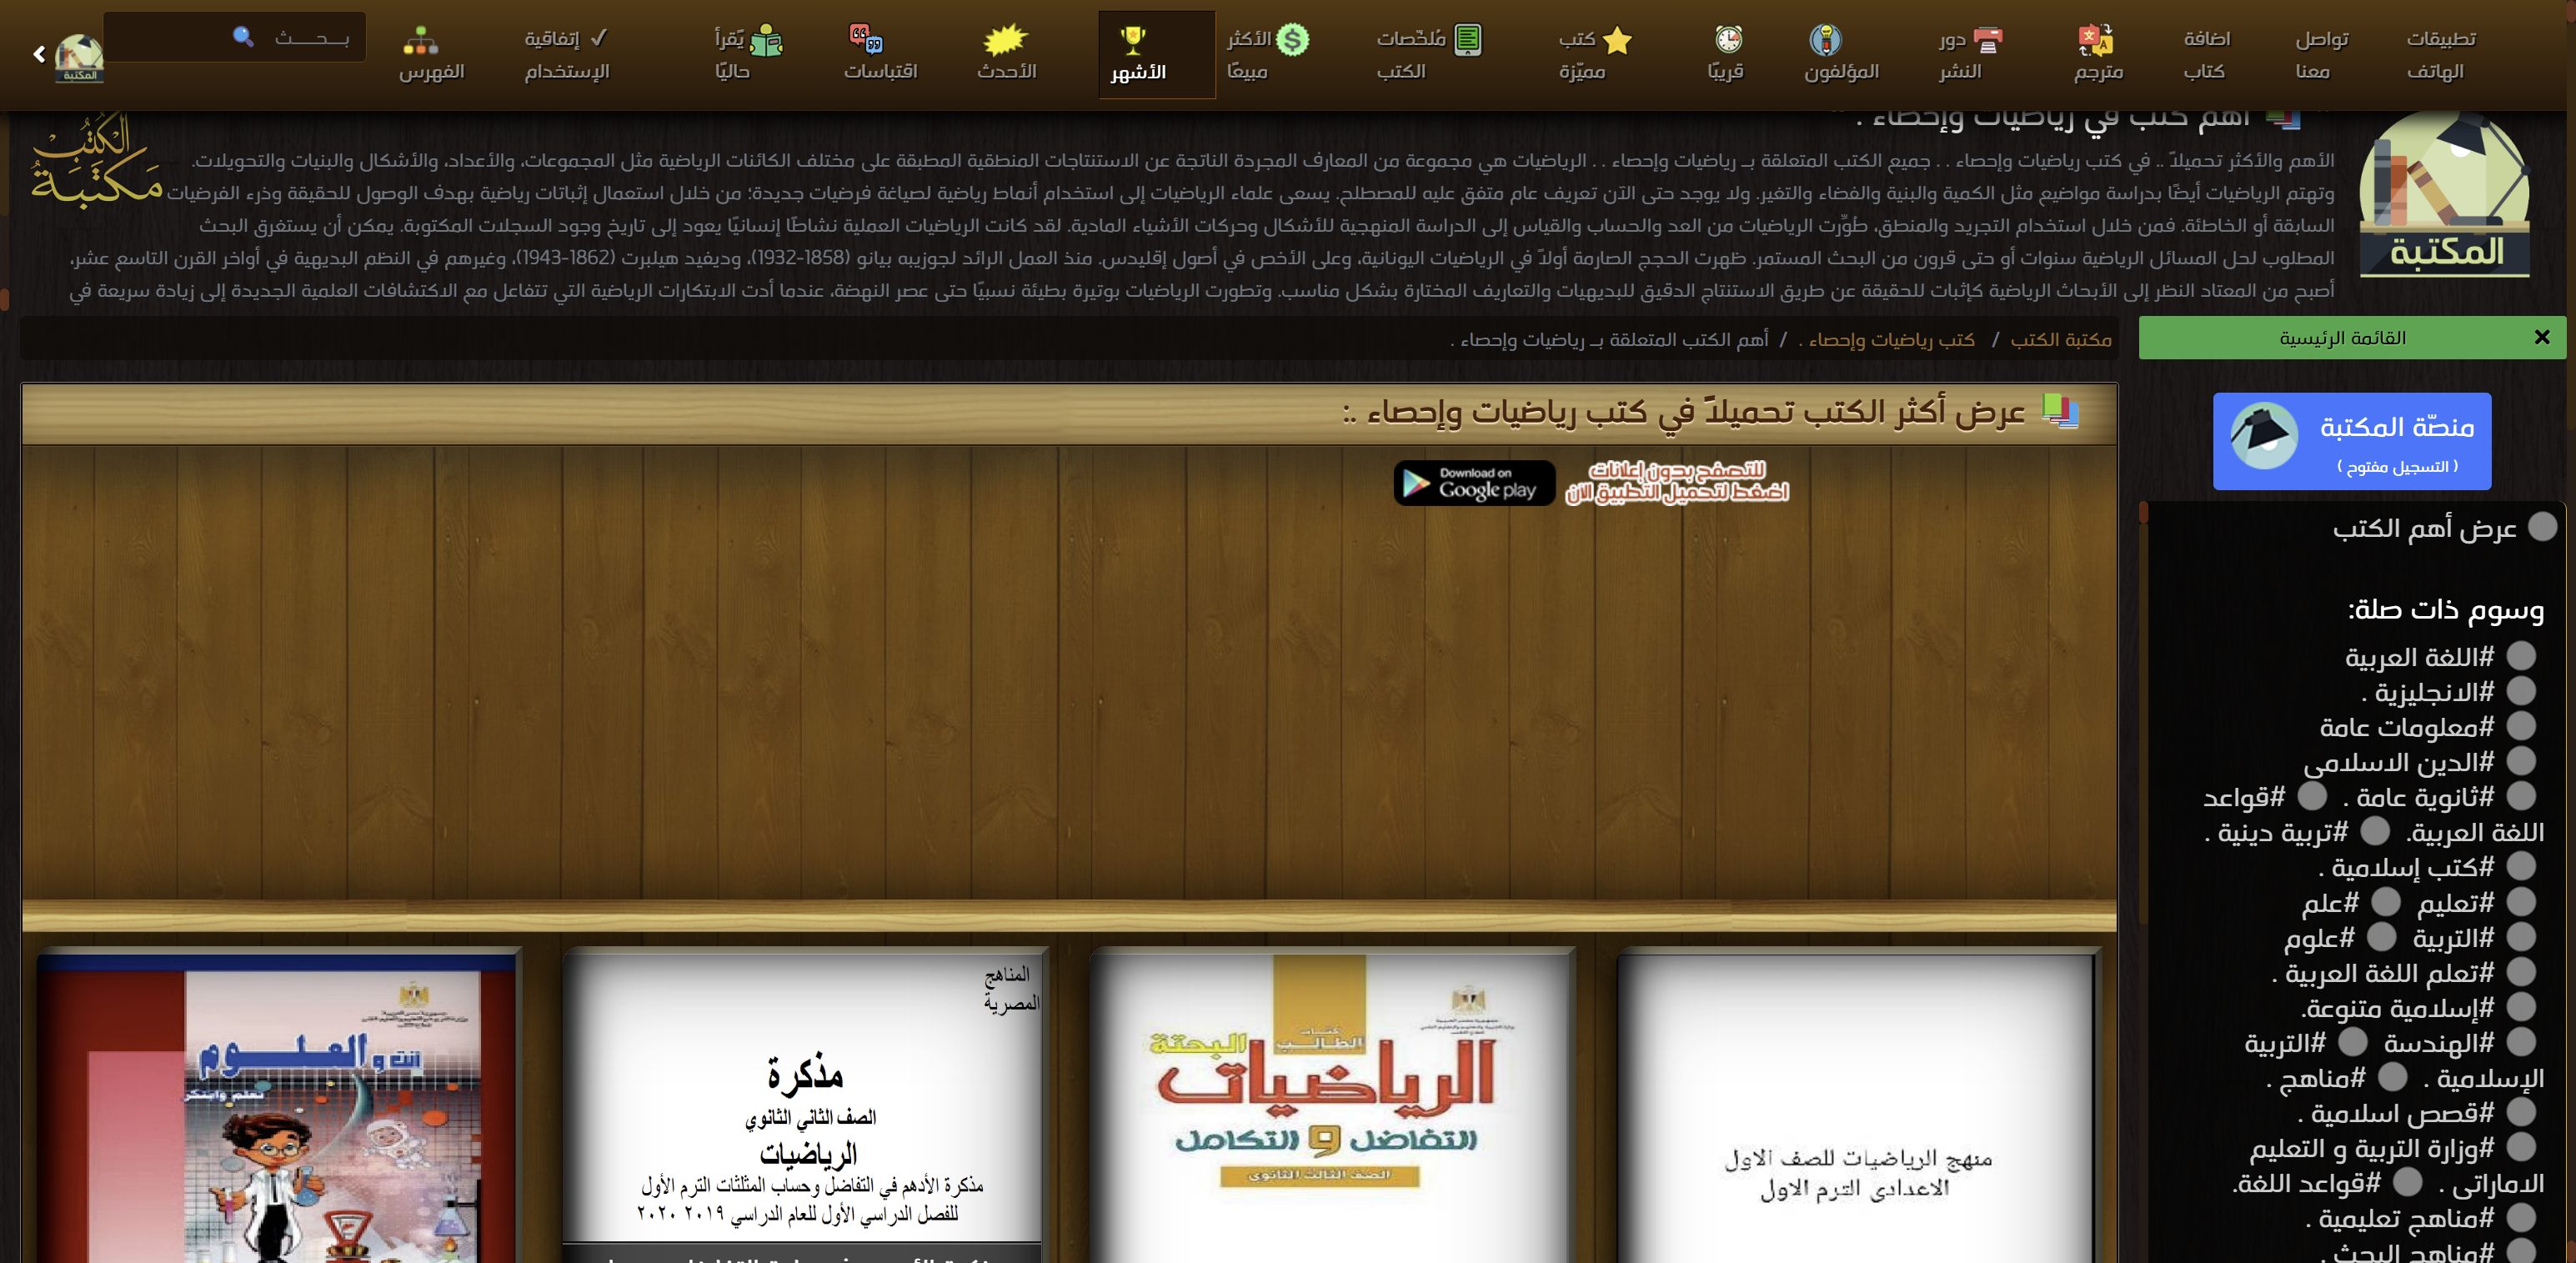 تطبيقات الهاتف
تواصل معنا
اضافة كتاب
مترجم
دور النشر
المؤلفون
قريبًا
كتب مميّزة
مُلخّصات الكتب
الأكثر مبيعًا
الأشهر
الأحدث
اقتباسات
يُقرأ حاليًا
✓ إتفاقية الإستخدام
الفهرس
بـــحـــــث
المكتبة
أهم كتب في رياضيات وإحصاء .
الأهم والأكثر تحميلاً .. في كتب رياضيات وإحصاء . . جميع الكتب المتعلقة بـ رياضيات وإحصاء . . الرياضيات هي مجموعة من المعارف المجردة الناتجة عن الاستنتاجات المنطقية المطبقة على مختلف الكائنات الرياضية مثل المجموعات، والأعداد، والأشكال والبنيات والتحويلات.
وتهتم الرياضيات أيضًا بدراسة مواضيع مثل الكمية والبنية والفضاء والتغير. ولا يوجد حتى الآن تعريف عام متفق عليه للمصطلح. يسعى علماء الرياضيات إلى استخدام أنماط رياضية لصياغة فرضيات جديدة؛ من خلال استعمال إثباتات رياضية بهدف الوصول للحقيقة وذرء الفرضيات
السابقة أو الخاطئة. فمن خلال استخدام التجريد والمنطق، طُوِّرت الرياضيات من العد والحساب والقياس إلى الدراسة المنهجية للأشكال وحركات الأشياء المادية. لقد كانت الرياضيات العملية نشاطًا إنسانيًا يعود إلى تاريخ وجود السجلات المكتوبة. يمكن أن يستغرق البحث
المطلوب لحل المسائل الرياضية سنوات أو حتى قرون من البحث المستمر. ظهرت الحجج الصارمة أولاً في الرياضيات اليونانية، وعلى الأخص في أصول إقليدس. منذ العمل الرائد لجوزيبه بيانو (1858-1932)، وديفيد هيلبرت (1862-1943)، وغيرهم في النظم البديهية في أواخر القرن التاسع عشر،
أصبح من المعتاد النظر إلى الأبحاث الرياضية كإثبات للحقيقة عن طريق الاستنتاج الدقيق للبديهيات والتعاريف المختارة بشكل مناسب. وتطورت الرياضيات بوتيرة بطيئة نسبيًا حتى عصر النهضة، عندما أدت الابتكارات الرياضية التي تتفاعل مع الاكتشافات العلمية الجديدة إلى زيادة سريعة في
المكتبة
مكتبة الكتب
القائمة الرئيسية
مكتبة الكتب / كتب رياضيات وإحصاء . / أهم الكتب المتعلقة بـ رياضيات وإحصاء .
منصّة المكتبة
( التسجيل مفتوح )
عرض أهم الكتب
وسوم ذات صلة:
#اللغة العربية
#الانجليزية .
#معلومات عامة
#الدين الاسلامى
#ثانوية عامة . #قواعد
اللغة العربية. #تربية دينية .
#كتب إسلامية .
#تعليم #علم
#التربية #علوم
#تعلم اللغة العربية .
#إسلامية متنوعة.
#الهندسة #التربية
الإسلامية . #مناهج .
#قصص اسلامية .
#وزارة التربية و التعليم
الاماراتى . #قواعد اللغة.
#مناهج تعليمية .
#مناهج البحث .
عرض أكثر الكتب تحميلاً في كتب رياضيات وإحصاء .:
للتصفح بدون إعلانات
اضغط لتحميل التطبيق الآن
Download on
Google play
منهج الرياضيات للصف الاول
الاعدادى الترم الاول
كتاب
الطالب
الرياضيات البحتة
التفاضل و التكامل
الصف الثالث الثانوي
المناهج
المصرية
مذكرة
الصف الثاني الثانوي
الرياضيات
مذكرة الأدهم في التفاضل وحساب المثلثات الترم الأول
للفصل الدراسي الأول للعام الدراسي ٢٠١٩ ٢٠٢٠
انت و العلوم
تعلم وابتكر